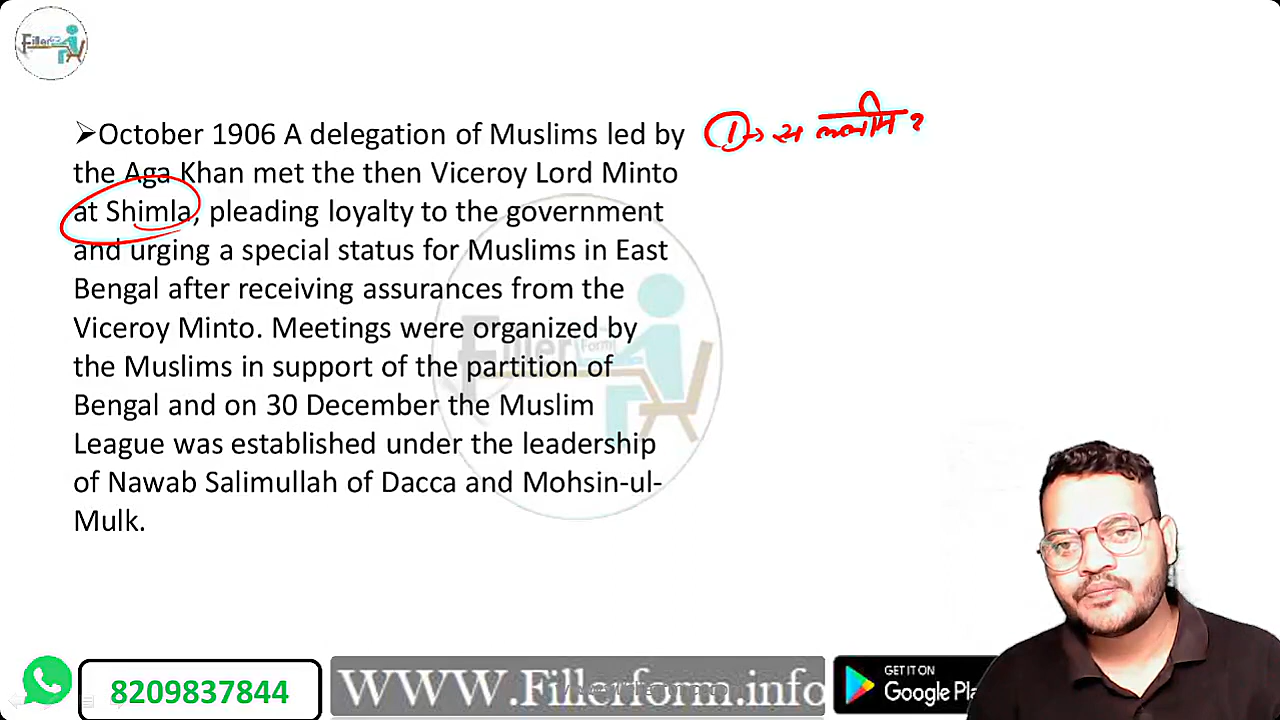 Filler Form
➢October 1906 A delegation of Muslims led by
the Aga Khan met the then Viceroy Lord Minto
at Shimla, pleading loyalty to the government
and urging a special status for Muslims in East
Bengal after receiving assurances from the
Viceroy Minto. Meetings were organized by
the Muslims in support of the partition of
Bengal and on 30 December the Muslim
League was established under the leadership
of Nawab Salimullah of Dacca and Mohsin-ul-
Mulk.
Filler Form
8209837844
WWW.Fillerform.info
GET IT ON
Google Pla